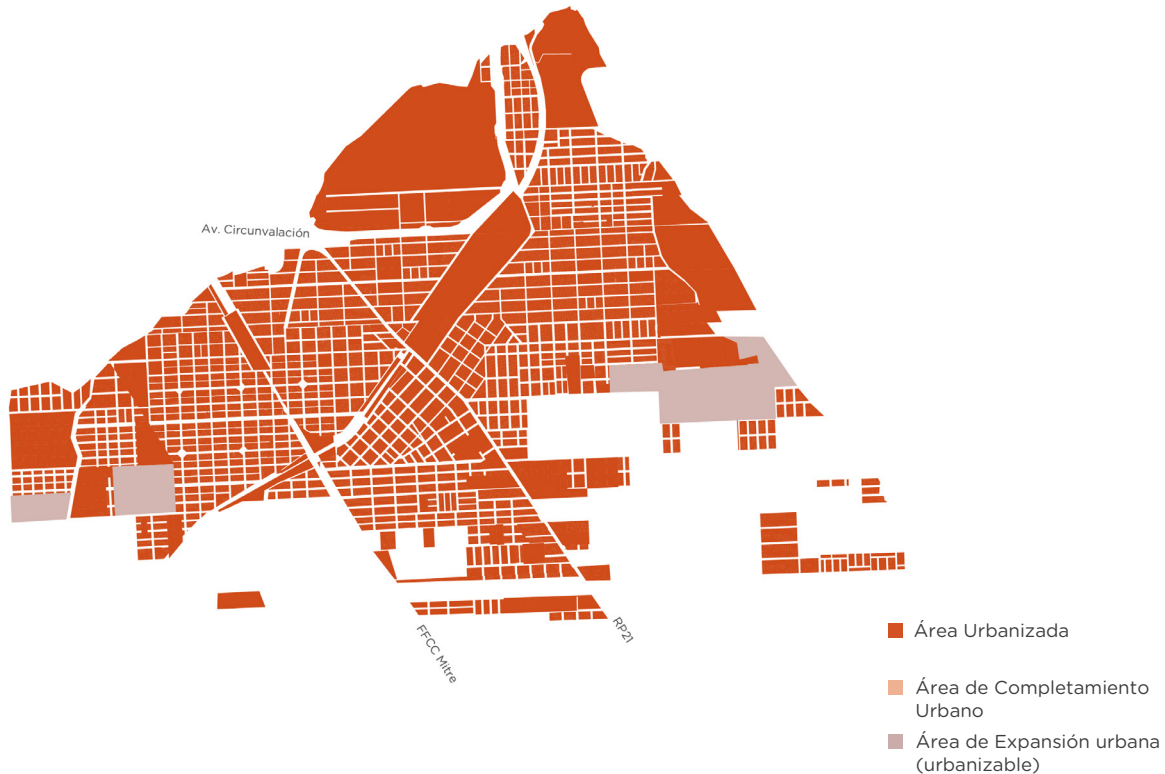 Av. Circunvalación
FFCC Mitre
RP21
Área Urbanizada
Área de Completamiento
Urbano
Área de Expansión urbana
(urbanizable)